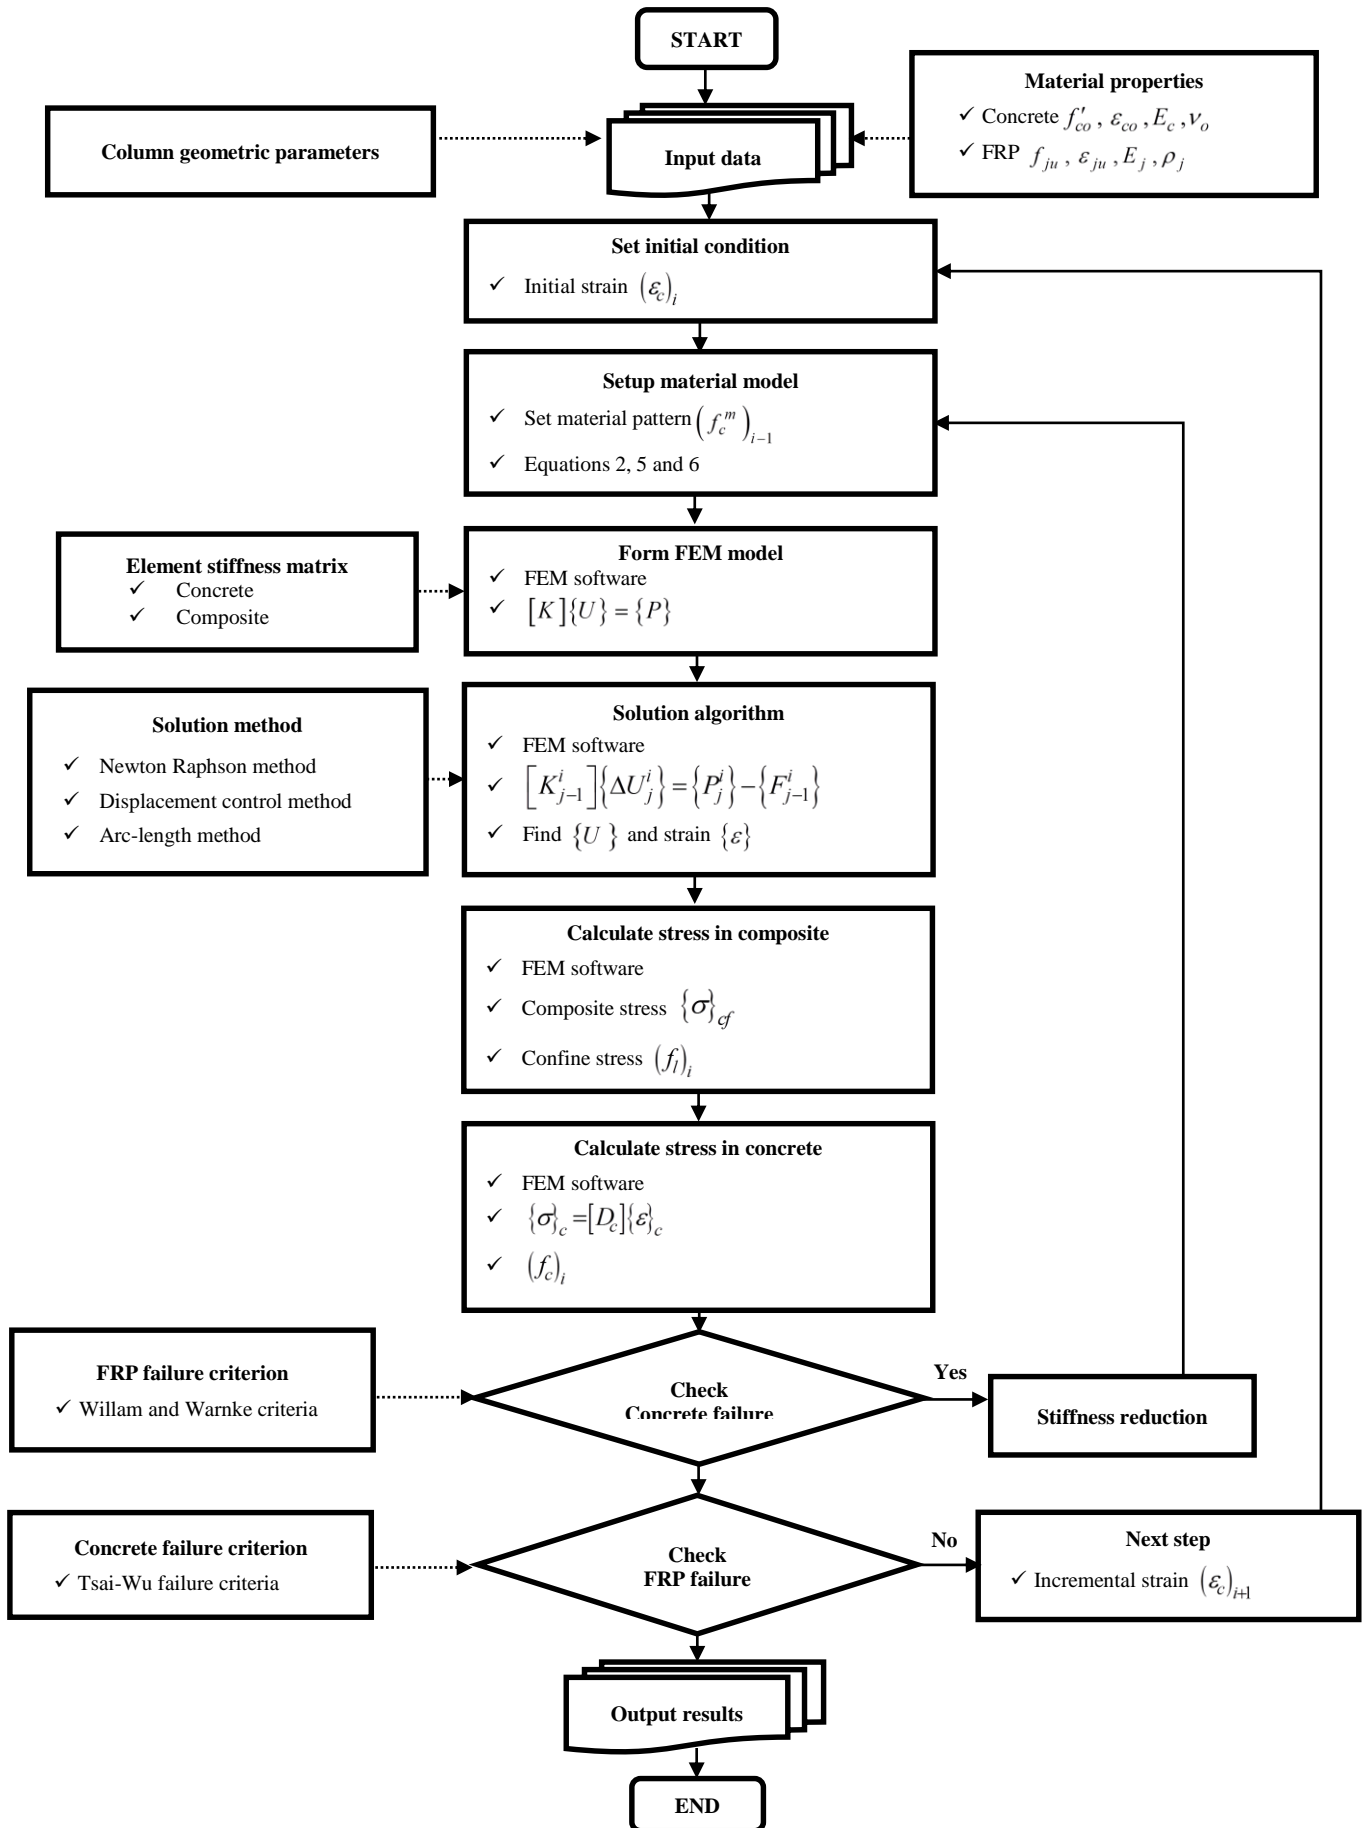 START
Material properties
✓ Concrete f′co , εco , Ec , νo
✓ FRP fju , εju , Ej , ρj
Column geometric parameters
Input data
Set initial condition
✓ Initial strain (εc)i
Setup material model
✓ Set material pattern (fc^m)i−1
✓ Equations 2, 5 and 6
Element stiffness matrix
✓ Concrete
✓ Composite
Form FEM model
✓ FEM software
✓ [K]{U} = {P}
Solution method
✓ Newton Raphson method
✓ Displacement control method
✓ Arc-length method
Solution algorithm
✓ FEM software
✓ [K^i_j−1]{ΔU^i_j} = {P^i_j} − {F^i_j−1}
✓ Find {U} and strain {ε}
Calculate stress in composite
✓ FEM software
✓ Composite stress {σ}cf
✓ Confine stress (fl)i
Calculate stress in concrete
✓ FEM software
✓ {σ}c = [Dc]{ε}c
✓ (fc)i
FRP failure criterion
✓ Willam and Warnke criteria
Check
Concrete failure
Yes
Stiffness reduction
Concrete failure criterion
✓ Tsai-Wu failure criteria
Check
FRP failure
No
Next step
✓ Incremental strain (εc)i+1
Output results
END